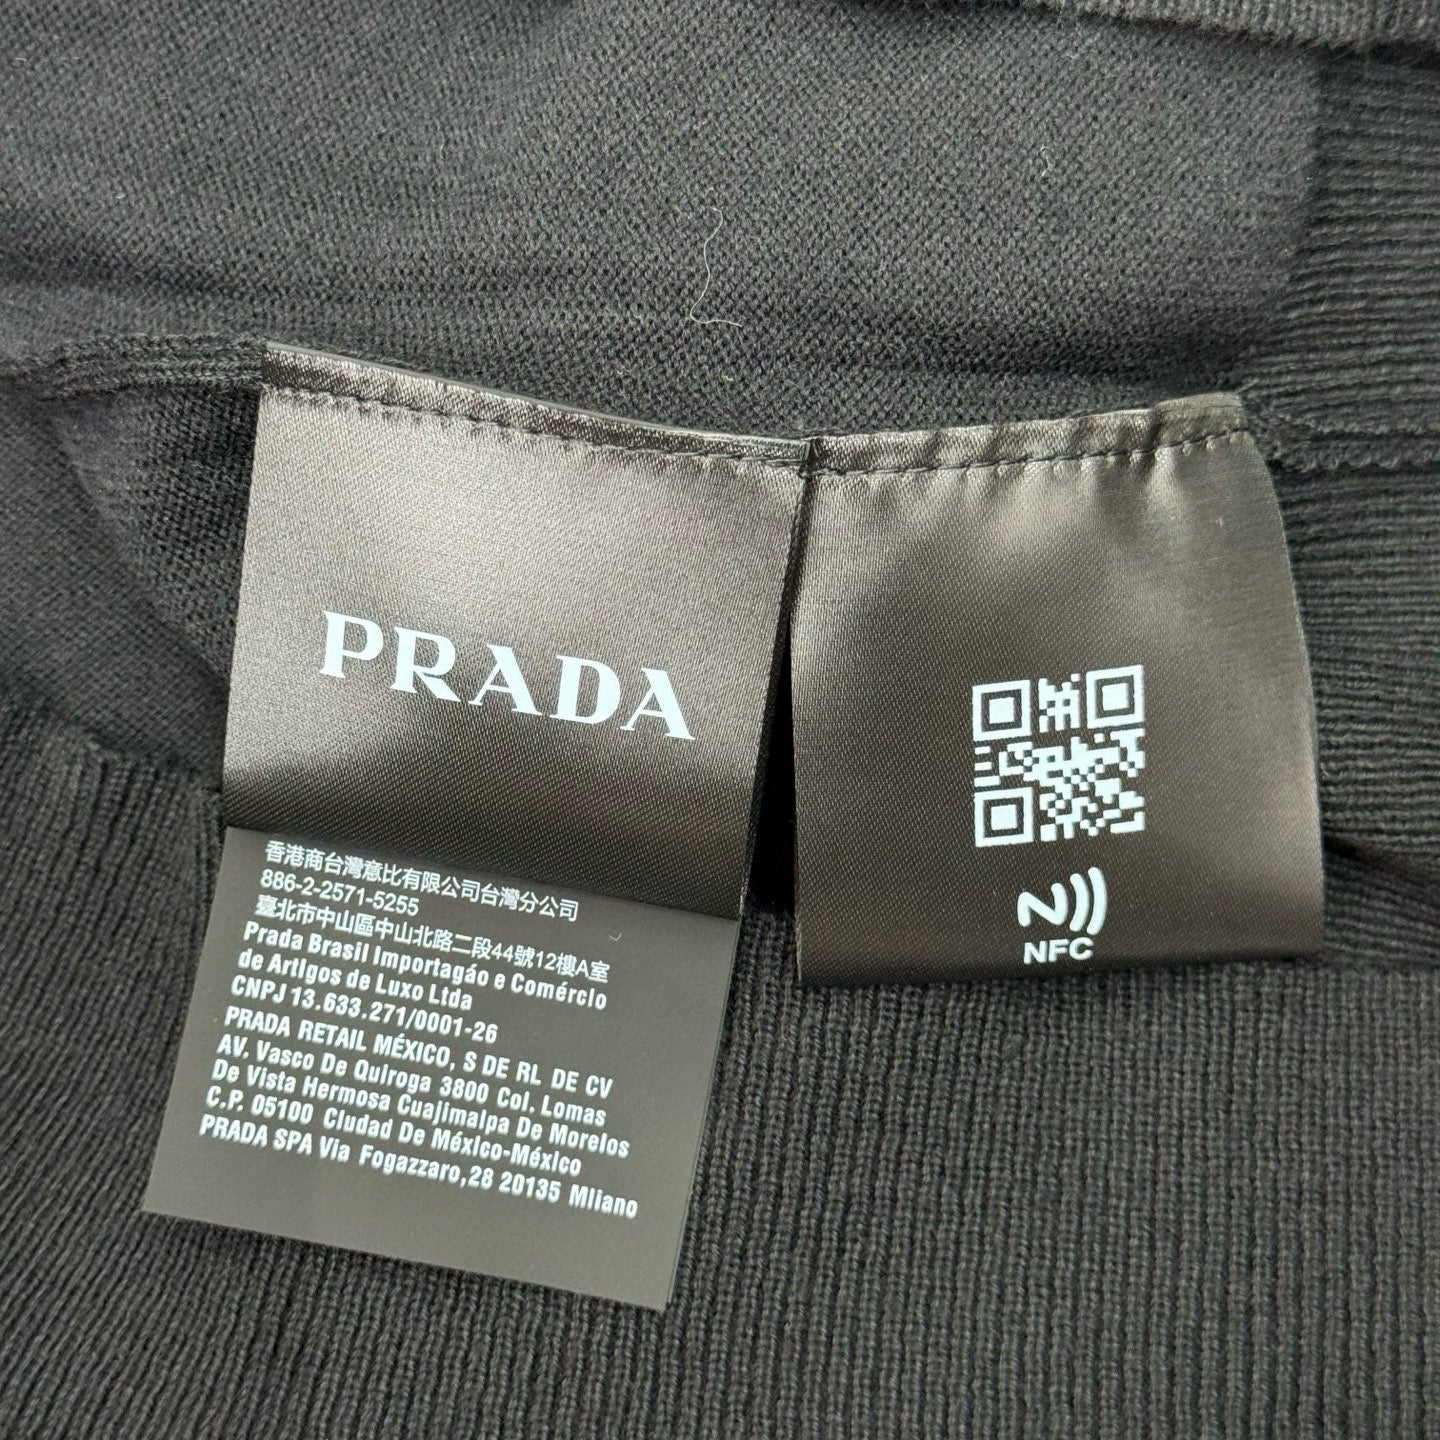 PRADA
香港商台灣意比有限公司台灣分公司
886-2-2571-5255
臺北市中山區中山北路二段44號12樓A室
Prada Brasil Importagáo e Comércio
de Artigos de Luxo Ltda
CNPJ 13.633.271/0001-26
PRADA RETAIL MÉXICO, S DE RL DE CV
AV. Vasco De Quiroga 3800 Col. Lomas
De Vista Hermosa Cuajimalpa De Morelos
C.P. 05100 Ciudad De México-México
PRADA SPA Via Fogazzaro,28 20135 Mliano
NFC